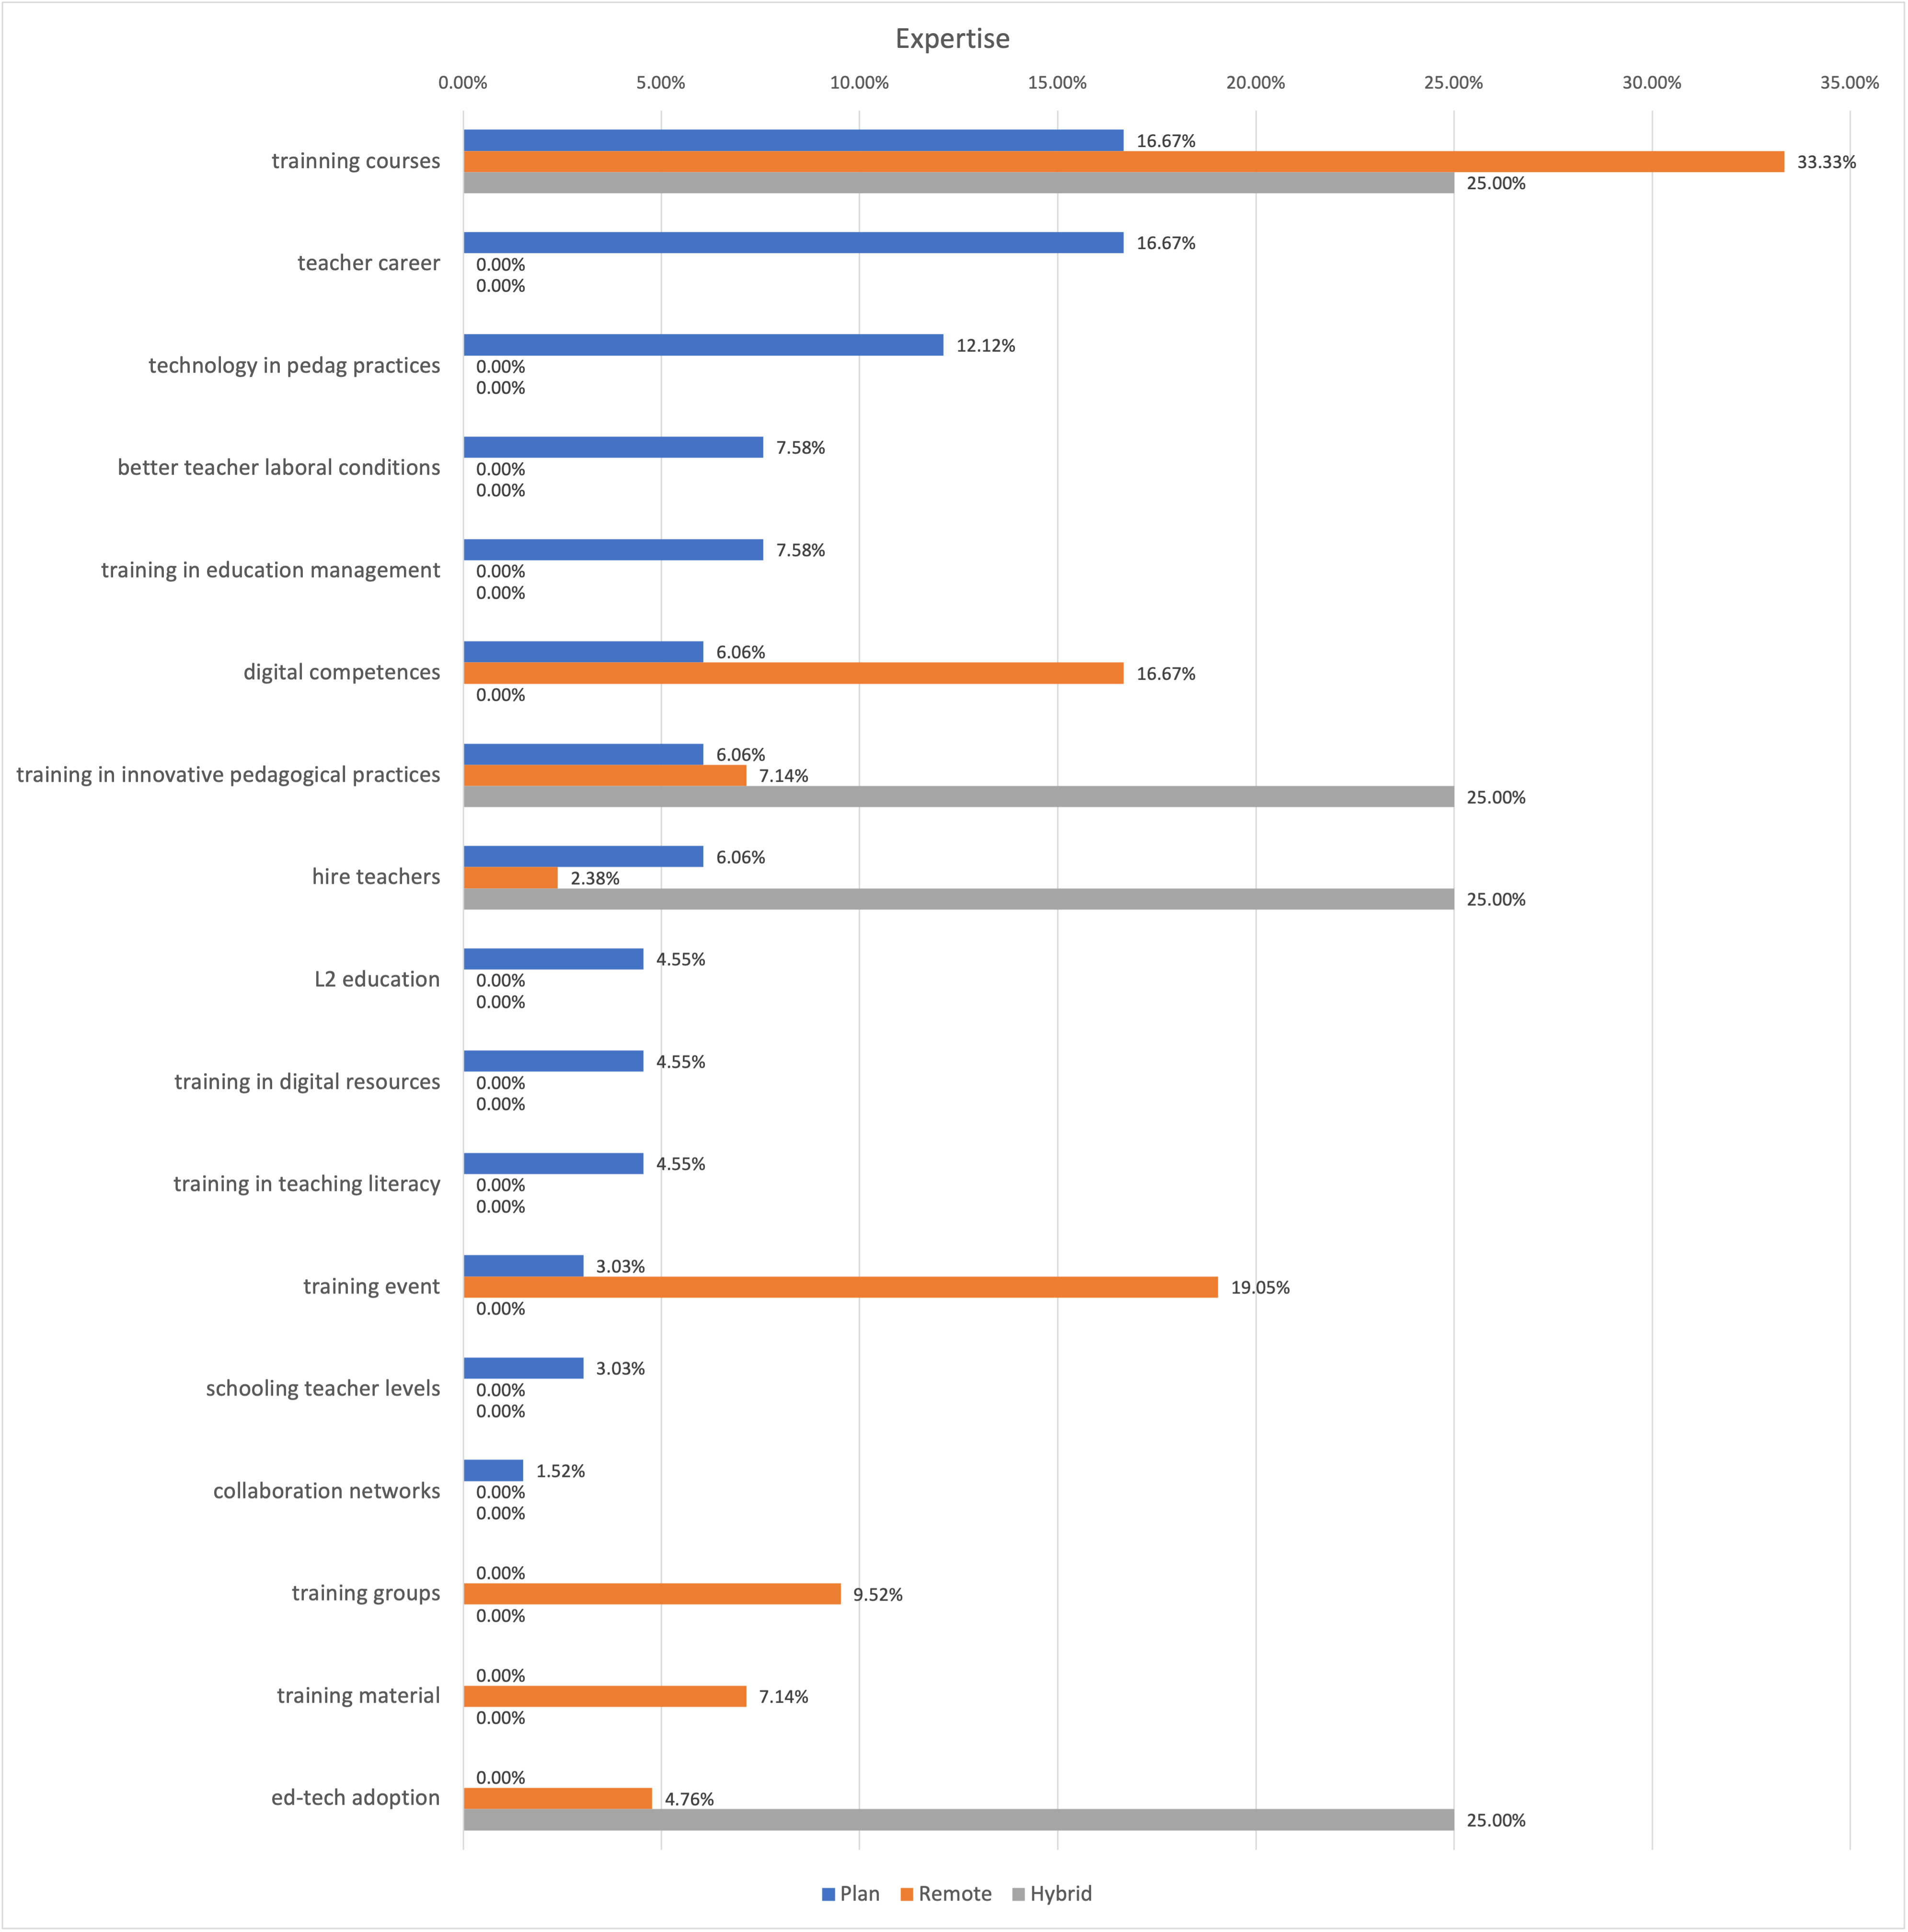 Expertise
0.00% 5.00% 10.00% 15.00% 20.00% 25.00% 30.00% 35.00%
trainning courses
16.67%
33.33%
25.00%
teacher career
16.67%
0.00%
0.00%
technology in pedag practices
12.12%
0.00%
0.00%
better teacher laboral conditions
7.58%
0.00%
0.00%
training in education management
7.58%
0.00%
0.00%
digital competences
6.06%
16.67%
0.00%
training in innovative pedagogical practices
6.06%
7.14%
25.00%
hire teachers
6.06%
2.38%
25.00%
L2 education
4.55%
0.00%
0.00%
training in digital resources
4.55%
0.00%
0.00%
training in teaching literacy
4.55%
0.00%
0.00%
training event
3.03%
19.05%
0.00%
schooling teacher levels
3.03%
0.00%
0.00%
collaboration networks
1.52%
0.00%
0.00%
training groups
0.00%
9.52%
0.00%
training material
0.00%
7.14%
0.00%
ed-tech adoption
0.00%
4.76%
25.00%
Plan Remote Hybrid